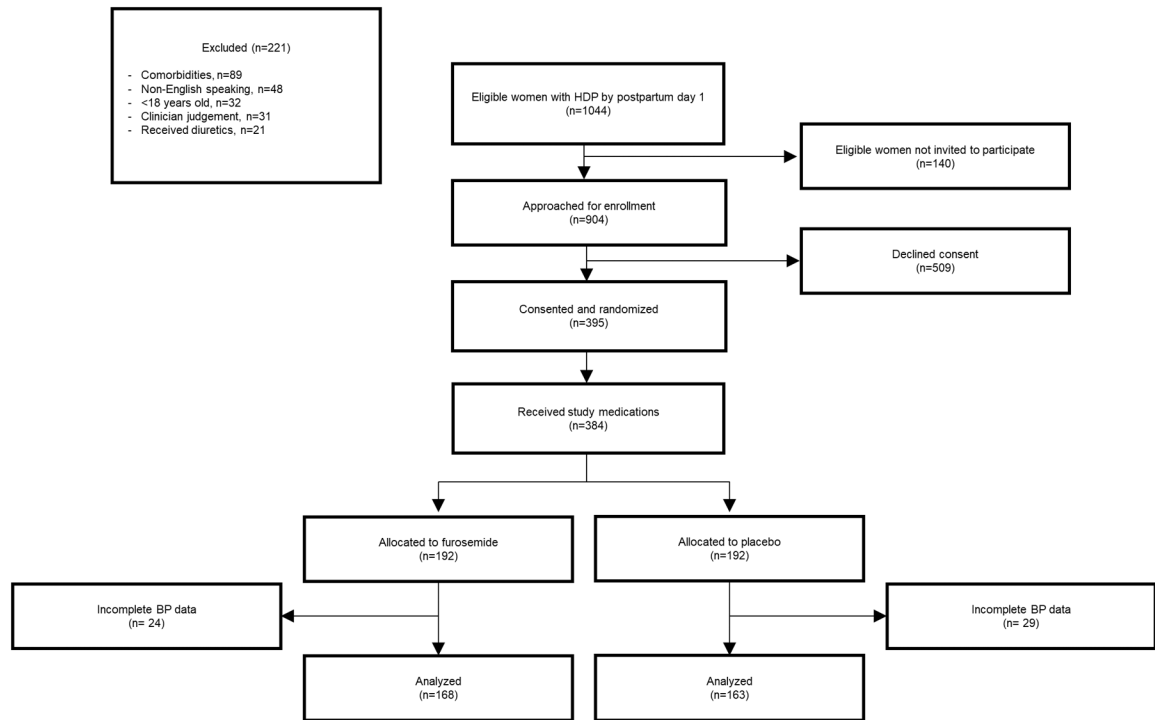 Excluded (n=221)
- Comorbidities, n=89
- Non-English speaking, n=48
- <18 years old, n=32
- Clinician judgement, n=31
- Received diuretics, n=21
Eligible women with HDP by postpartum day 1
(n=1044)
Eligible women not invited to participate
(n=140)
Approached for enrollment
(n=904)
Declined consent
(n=509)
Consented and randomized
(n=395)
Received study medications
(n=384)
Allocated to furosemide
(n=192)
Allocated to placebo
(n=192)
Incomplete BP data
(n= 24)
Incomplete BP data
(n= 29)
Analyzed
(n=168)
Analyzed
(n=163)